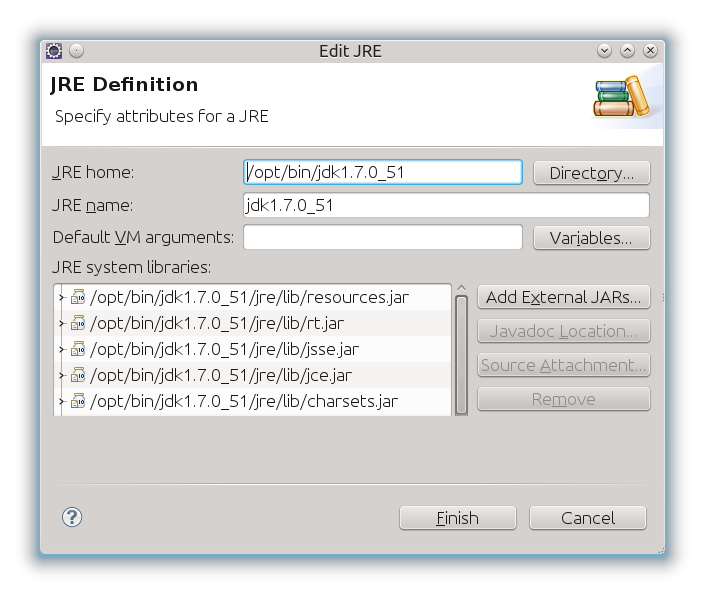 Edit JRE
JRE Definition
Specify attributes for a JRE
JRE home: /opt/bin/jdk1.7.0_51 Directory...
JRE name: jdk1.7.0_51
Default VM arguments: Variables...
JRE system libraries:
/opt/bin/jdk1.7.0_51/jre/lib/resources.jar Add External JARs...
/opt/bin/jdk1.7.0_51/jre/lib/rt.jar Javadoc Location...
/opt/bin/jdk1.7.0_51/jre/lib/jsse.jar
/opt/bin/jdk1.7.0_51/jre/lib/jce.jar Source Attachment...
/opt/bin/jdk1.7.0_51/jre/lib/charsets.jar Remove
? Finish Cancel